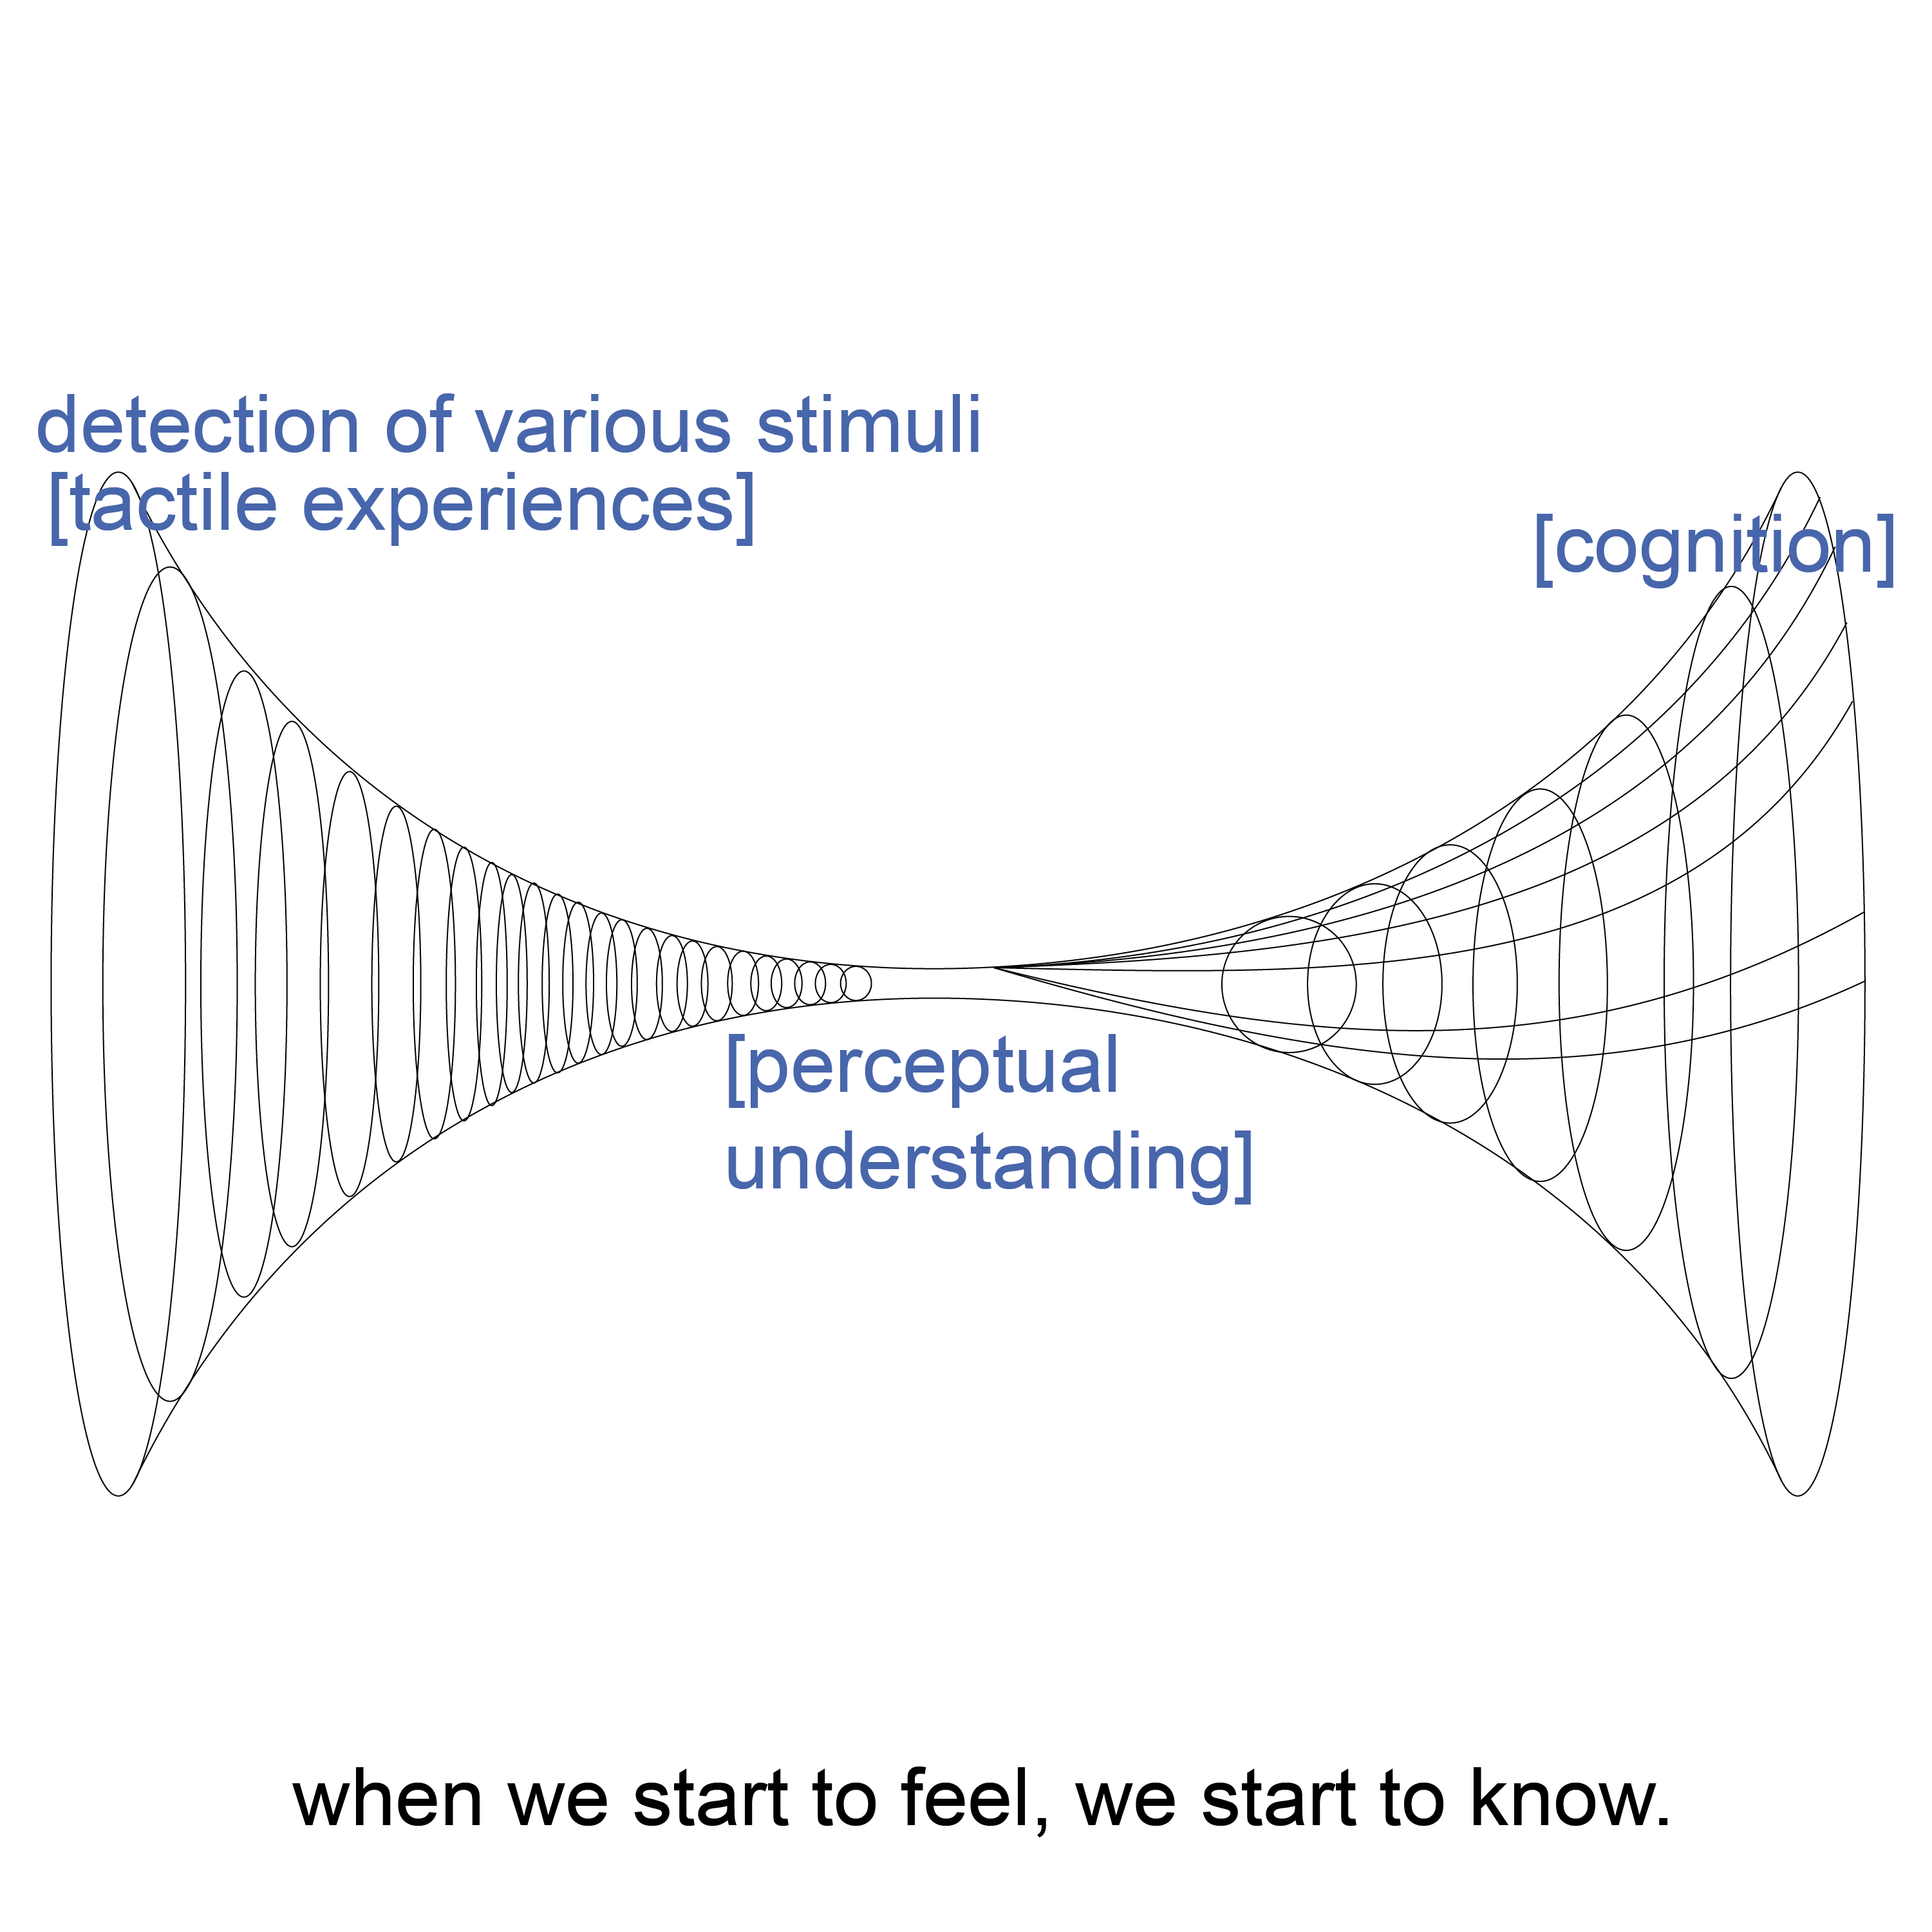 detection of various stimuli
[tactile experiences]
[cognition]
[perceptual
understanding]
when we start to feel, we start to know.